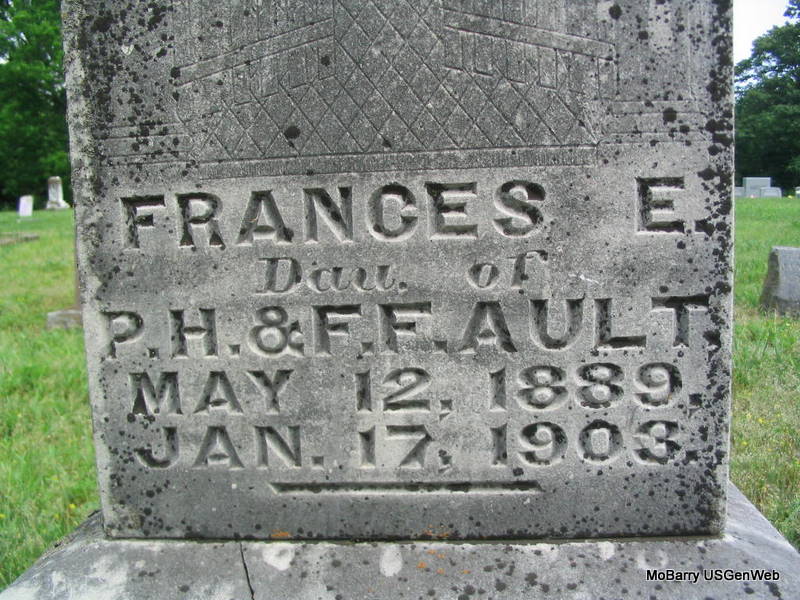 FRANCES E.
Dau. of
P.H. & F.F. AULT.
MAY 12, 1889.
JAN. 17, 1903.
MoBarry USGenWeb